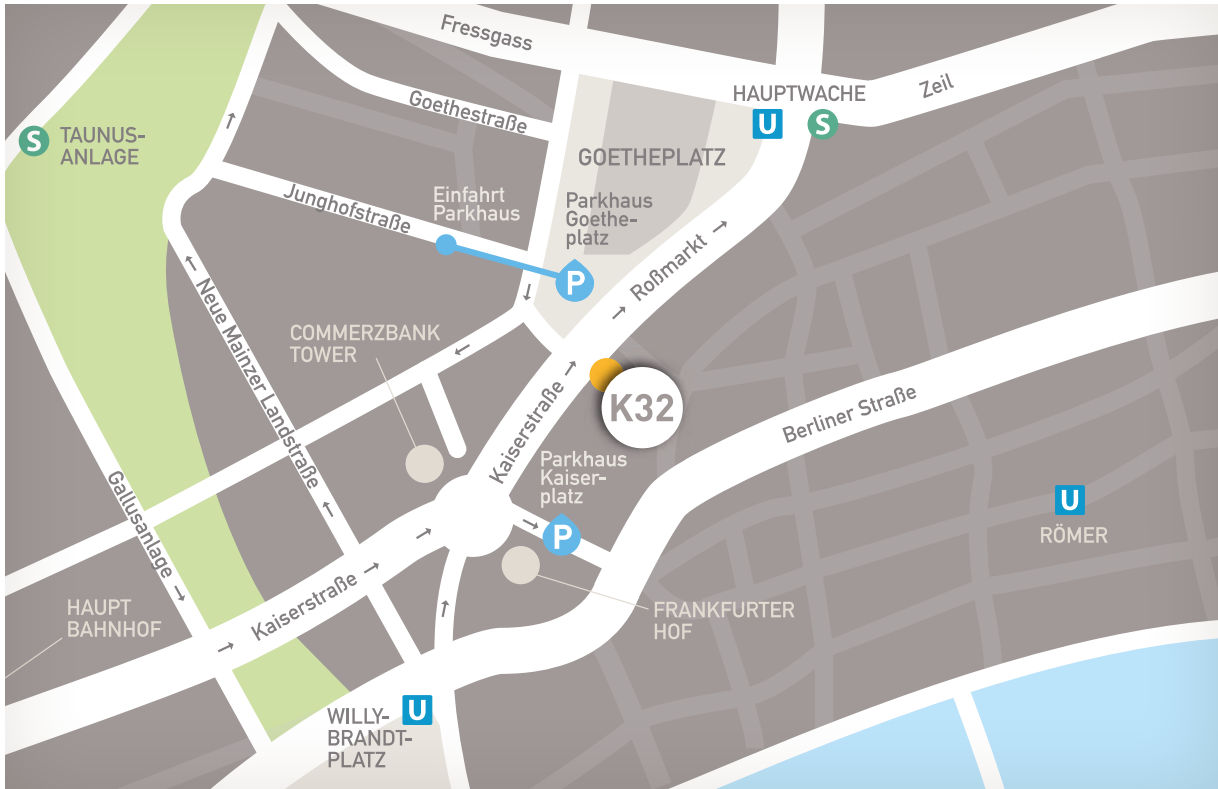 Fressgass
Zeil
HAUPTWACHE
U
S
Goethestraße
S
TAUNUS-
ANLAGE
GOETHEPLATZ
Junghofstraße
Einfahrt
Parkhaus
Parkhaus
Goethe-
platz
P
Roßmarkt
Neue Mainzer Landstraße
COMMERZBANK
TOWER
Kaiserstraße
K32
Berliner Straße
Parkhaus
Kaiser-
platz
P
Gallusanlage
U
RÖMER
Kaiserstraße
HAUPT
BAHNHOF
FRANKFURTER
HOF
U
WILLY-
BRANDT-
PLATZ